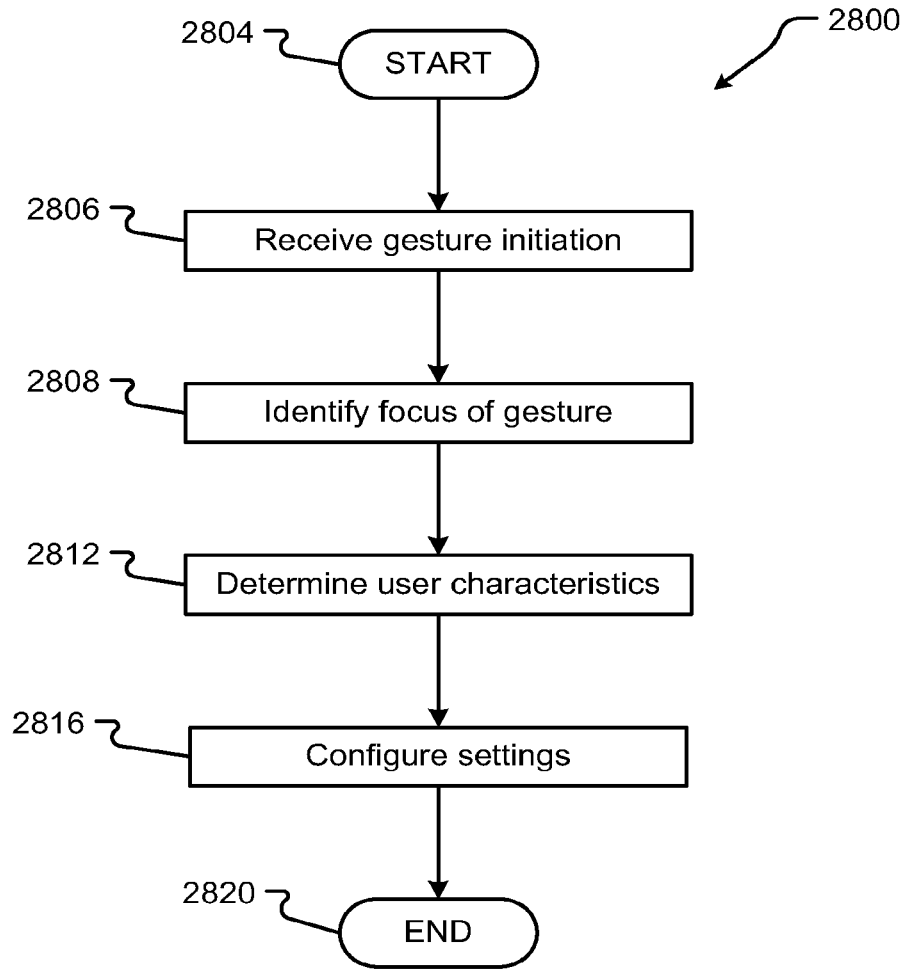 2800
2804 START
2806 Receive gesture initiation
2808 Identify focus of gesture
2812 Determine user characteristics
2816 Configure settings
2820 END